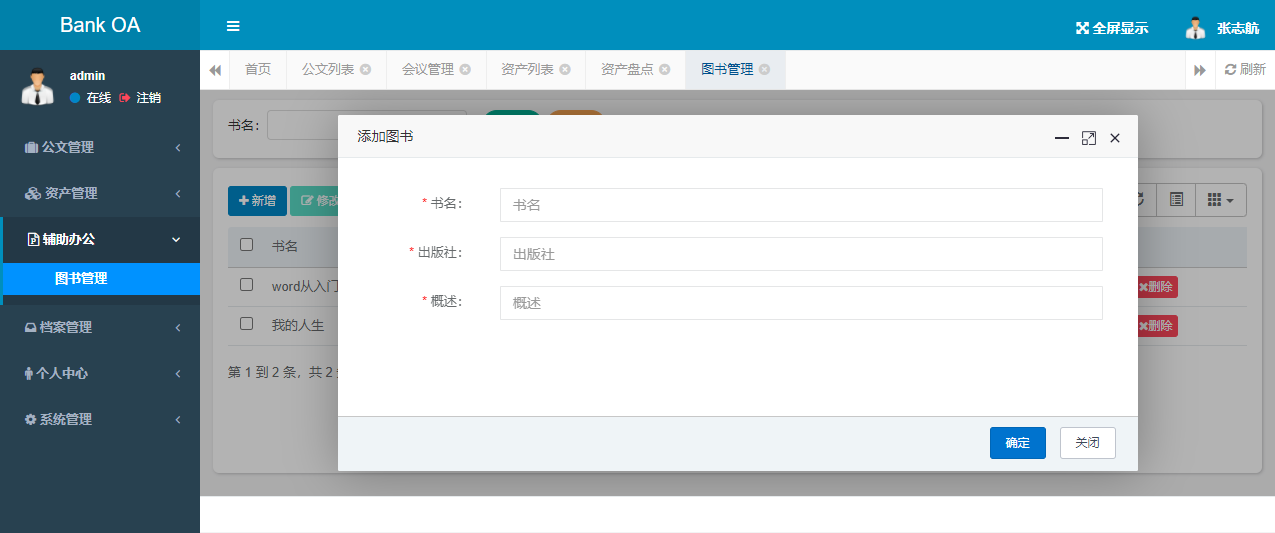 Bank OA
全屏显示
张志航
admin
在线 注销
首页 公文列表 会议管理 资产列表 资产盘点 图书管理 刷新
公文管理
资产管理
辅助办公
图书管理
档案管理
个人中心
系统管理
书名：
新增 修改
书名
word从入门
删除
我的人生
删除
第 1 到 2 条，共 2
添加图书
* 书名： 书名
* 出版社： 出版社
* 概述： 概述
确定 关闭